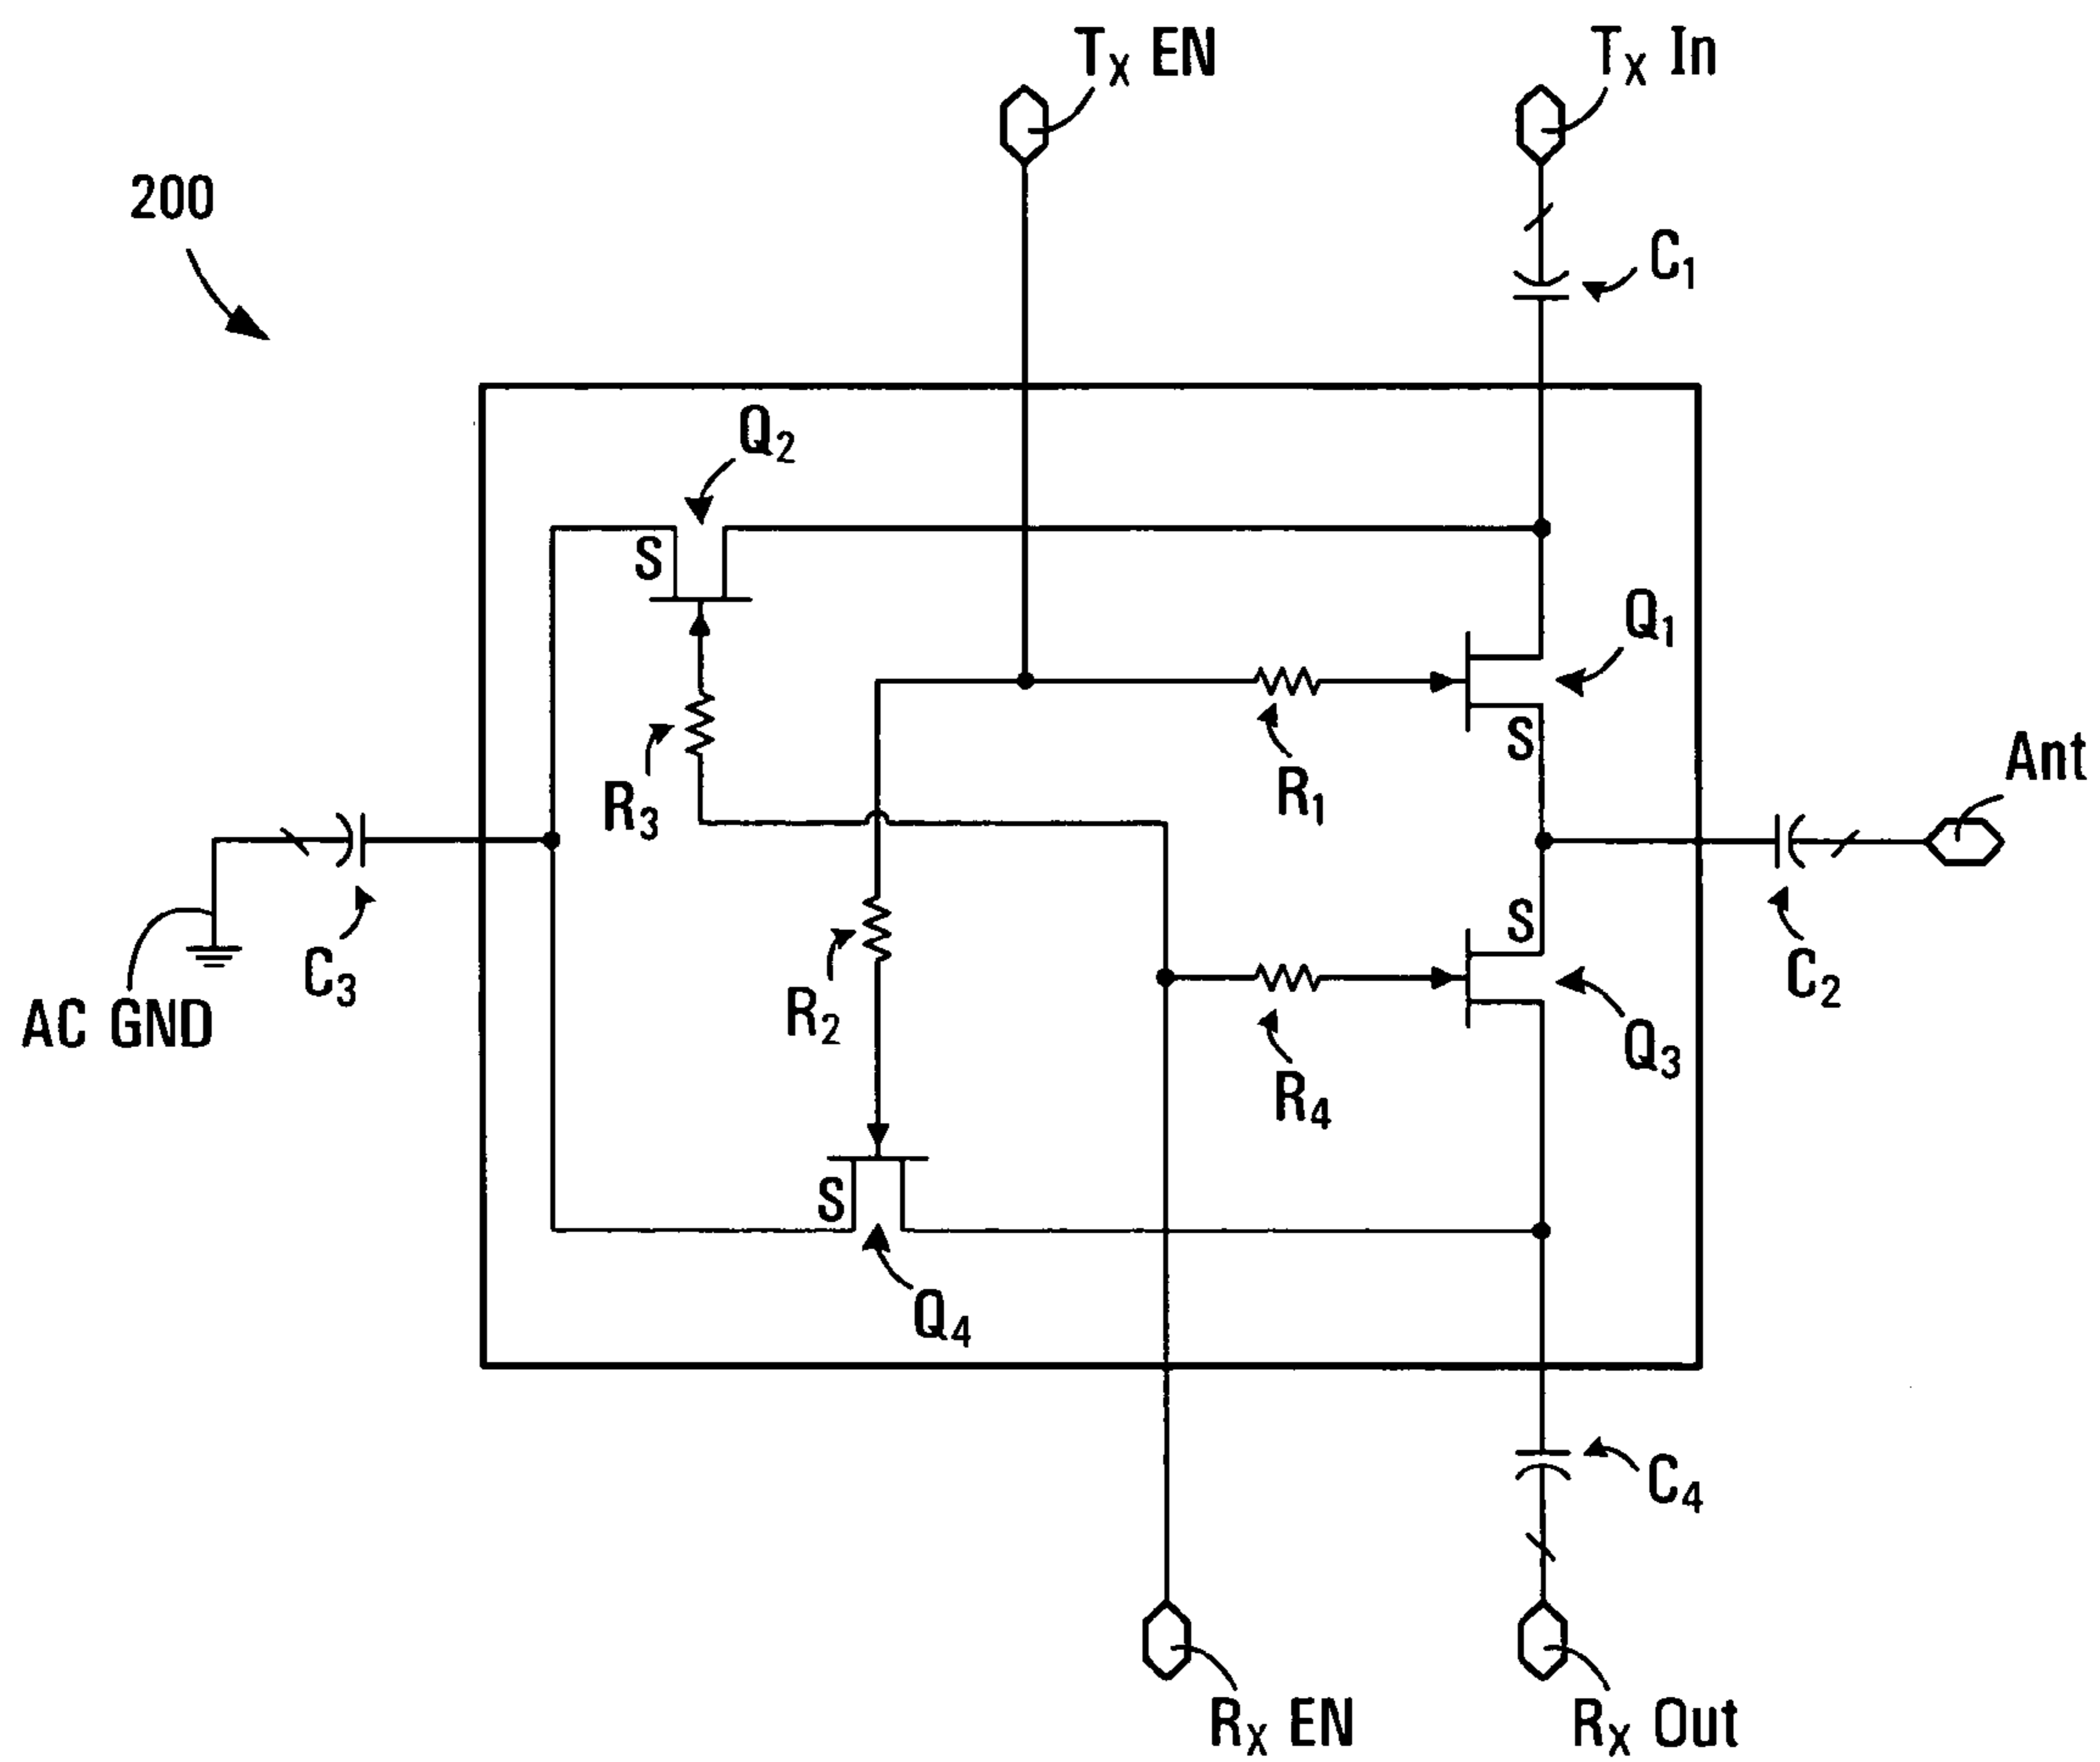 Tx EN
Tx In
200
C1
Q2
S
Q1
S
R3
R1
Ant
S
C3
R2
C2
AC GND
Q3
R4
S
Q4
C4
Rx EN
Rx Out